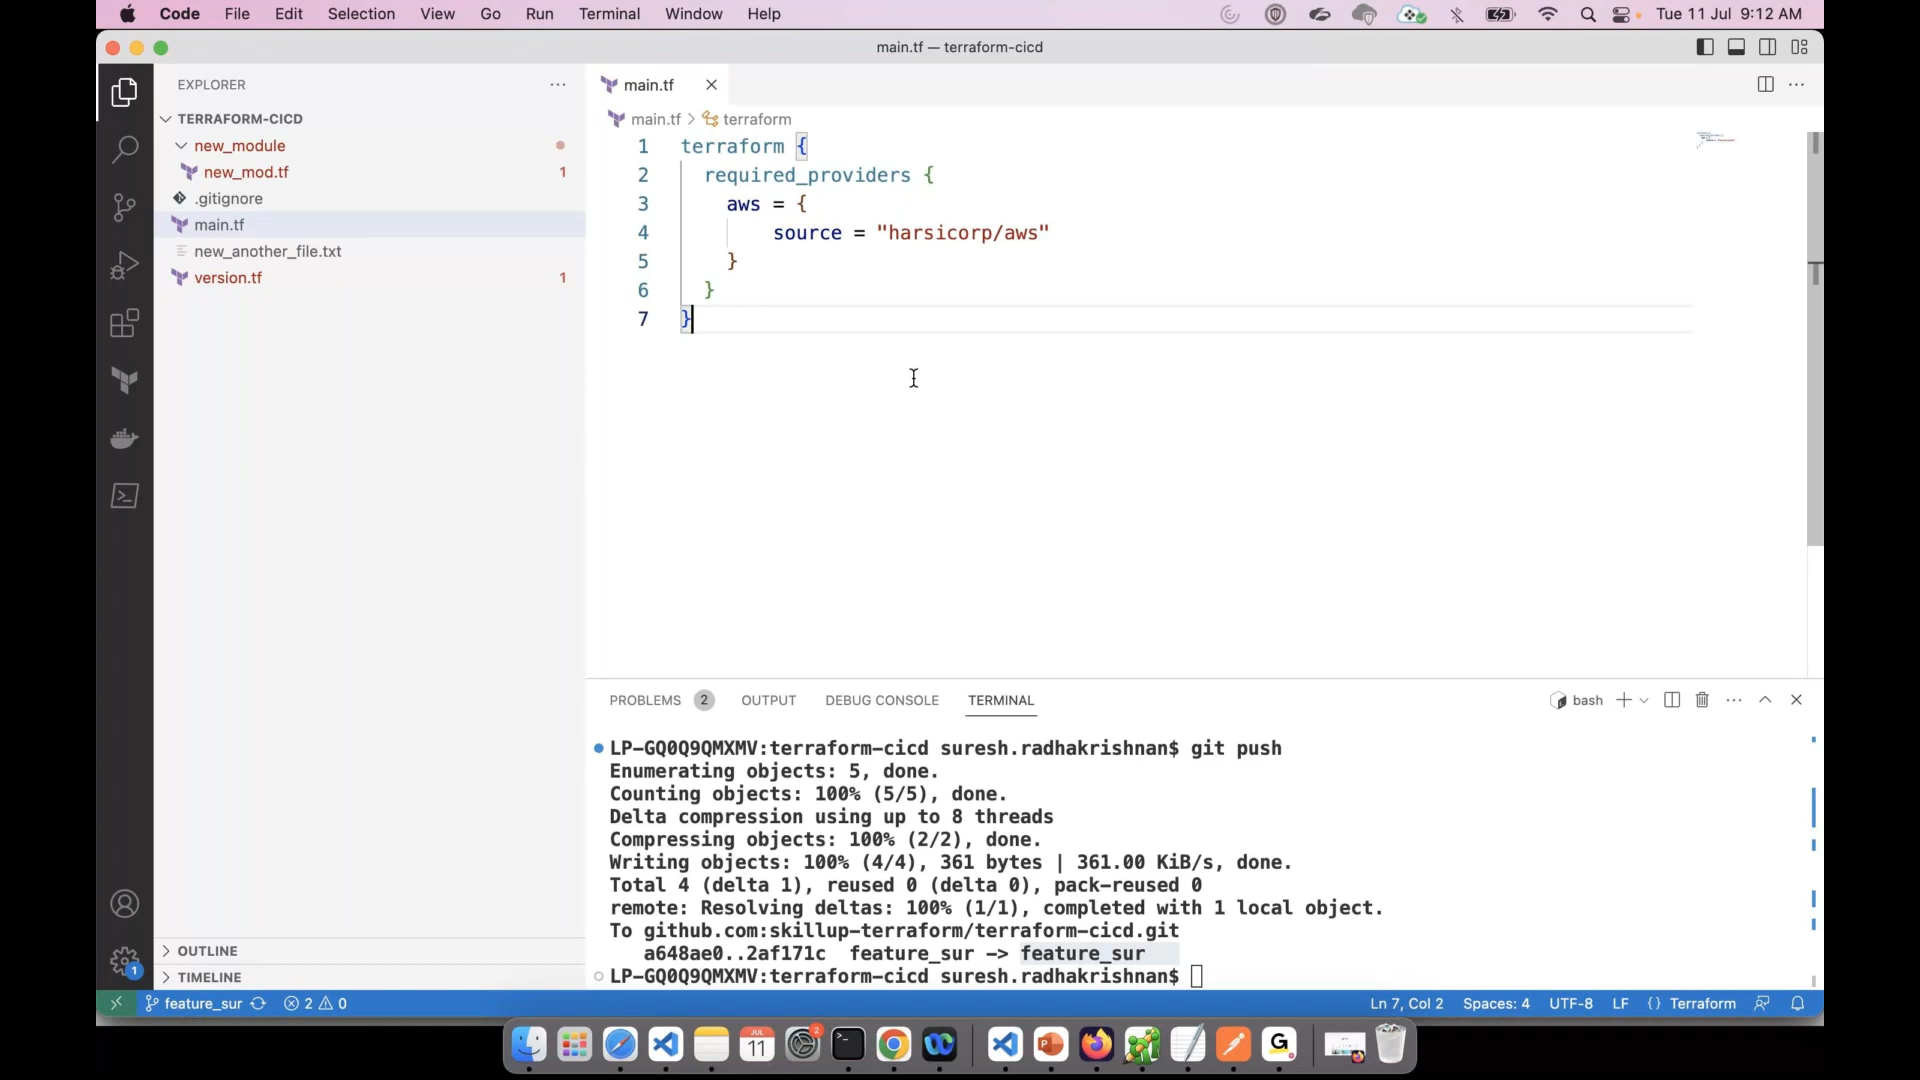 Code File Edit Selection View Go Run Terminal Window Help Tue 11 Jul 9:12 AM
main.tf — terraform-cicd
EXPLORER
TERRAFORM-CICD
new_module
new_mod.tf 1
.gitignore
main.tf
new_another_file.txt
version.tf 1
OUTLINE
TIMELINE
main.tf
main.tf > terraform
1 terraform {
2 required_providers {
3 aws = {
4 source = "harsicorp/aws"
5 }
6 }
7 }
PROBLEMS 2 OUTPUT DEBUG CONSOLE TERMINAL bash
LP-GQ0Q9QMXMV:terraform-cicd suresh.radhakrishnan$ git push
Enumerating objects: 5, done.
Counting objects: 100% (5/5), done.
Delta compression using up to 8 threads
Compressing objects: 100% (2/2), done.
Writing objects: 100% (4/4), 361 bytes | 361.00 KiB/s, done.
Total 4 (delta 1), reused 0 (delta 0), pack-reused 0
remote: Resolving deltas: 100% (1/1), completed with 1 local object.
To github.com:skillup-terraform/terraform-cicd.git
a648ae0..2af171c feature_sur -> feature_sur
LP-GQ0Q9QMXMV:terraform-cicd suresh.radhakrishnan$
1
feature_sur 2 0 Ln 7, Col 2 Spaces: 4 UTF-8 LF {} Terraform
JUL
11
2
G